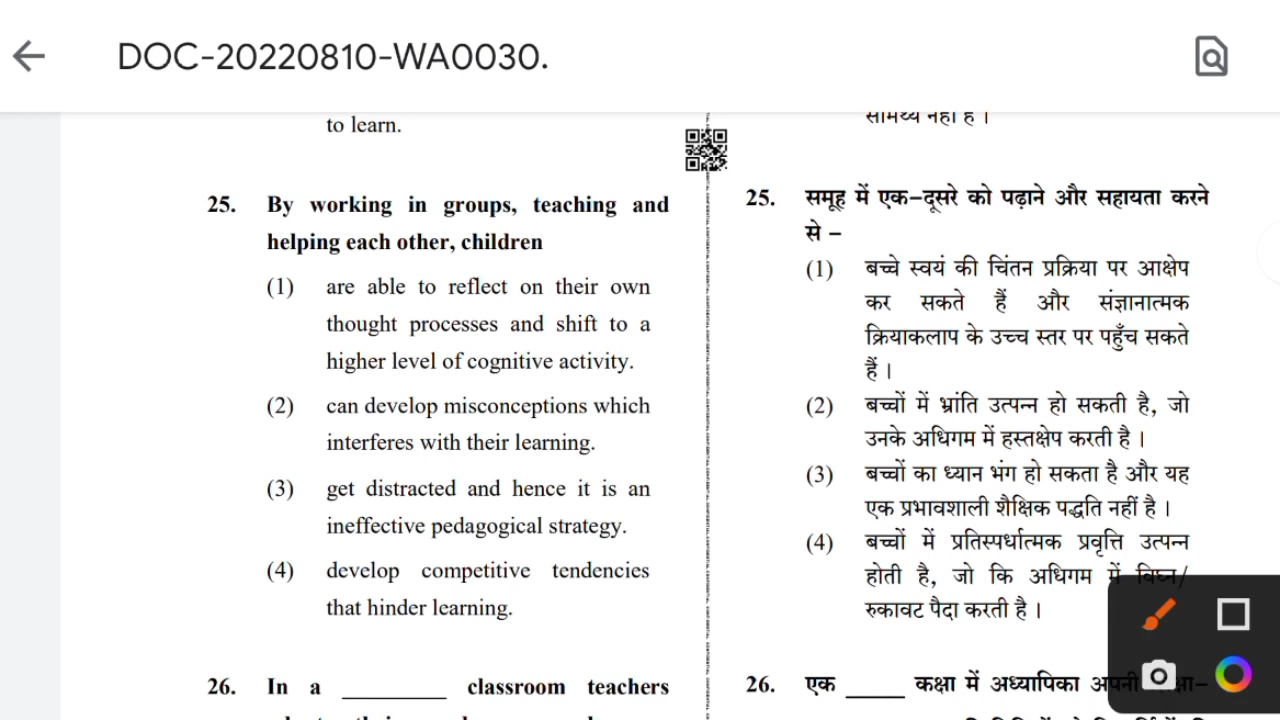 DOC-20220810-WA0030.
to learn.
25. By working in groups, teaching and
helping each other, children
(1) are able to reflect on their own
thought processes and shift to a
higher level of cognitive activity.
(2) can develop misconceptions which
interferes with their learning.
(3) get distracted and hence it is an
ineffective pedagogical strategy.
(4) develop competitive tendencies
that hinder learning.
26. In a _________ classroom teachers
सामर्थ्य नहीं है ।
25. समूह में एक-दूसरे को पढ़ाने और सहायता करने
से –
(1) बच्चे स्वयं की चिंतन प्रक्रिया पर आक्षेप
कर सकते हैं और संज्ञानात्मक
क्रियाकलाप के उच्च स्तर पर पहुँच सकते
हैं ।
(2) बच्चों में भ्रांति उत्पन्न हो सकती है, जो
उनके अधिगम में हस्तक्षेप करती है ।
(3) बच्चों का ध्यान भंग हो सकता है और यह
एक प्रभावशाली शैक्षिक पद्धति नहीं है ।
(4) बच्चों में प्रतिस्पर्धात्मक प्रवृत्ति उत्पन्न
होती है, जो कि अधिगम में विघ्न/
रुकावट पैदा करती है ।
26. एक _____ कक्षा में अध्यापिका अपनी